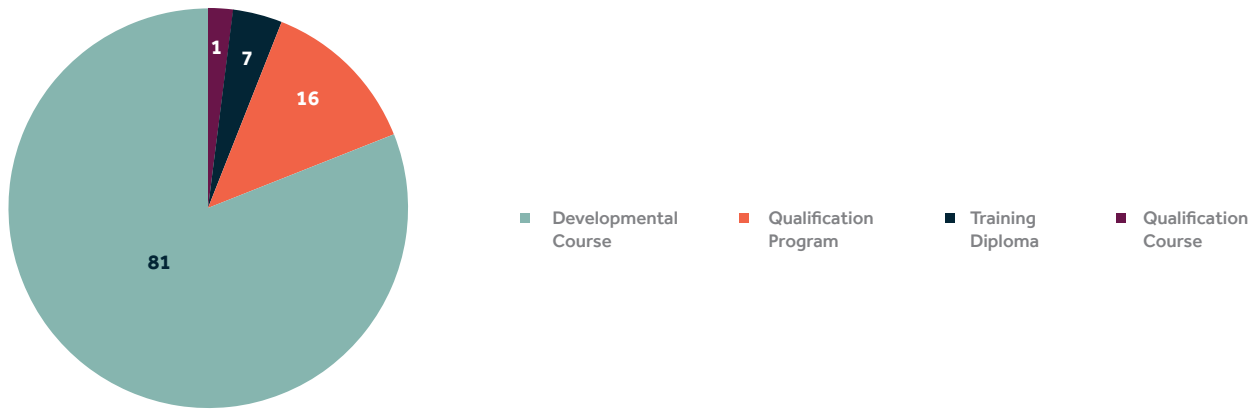 1
7
16
81
Developmental
Course
Qualification
Program
Training
Diploma
Qualification
Course